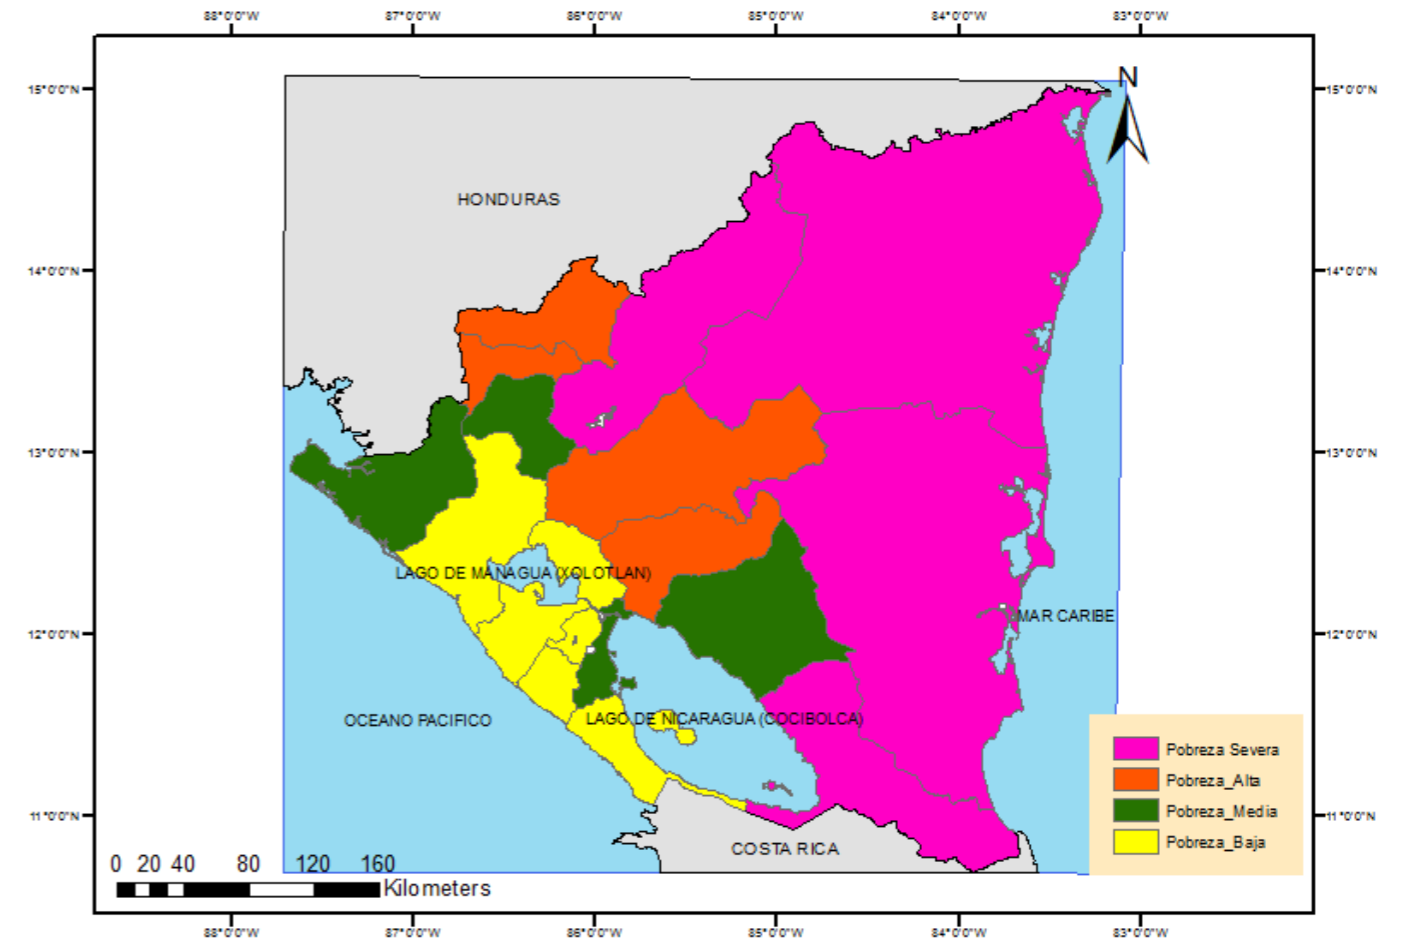 88°0'0"W 87°0'0"W 86°0'0"W 85°0'0"W 84°0'0"W 83°0'0"W
N
15°0'0"N 15°0'0"N
HONDURAS
14°0'0"N 14°0'0"N
13°0'0"N 13°0'0"N
LAGO DE MANAGUA (XOLOTLAN)
MAR CARIBE
12°0'0"N 12°0'0"N
OCEANO PACIFICO
LAGO DE NICARAGUA (COCIBOLCA)
Pobreza Severa
Pobreza_Alta
Pobreza_Media
Pobreza_Baja
11°0'0"N 11°0'0"N
COSTA RICA
0 20 40 80 120 160
Kilometers
88°0'0"W 87°0'0"W 86°0'0"W 85°0'0"W 84°0'0"W 83°0'0"W